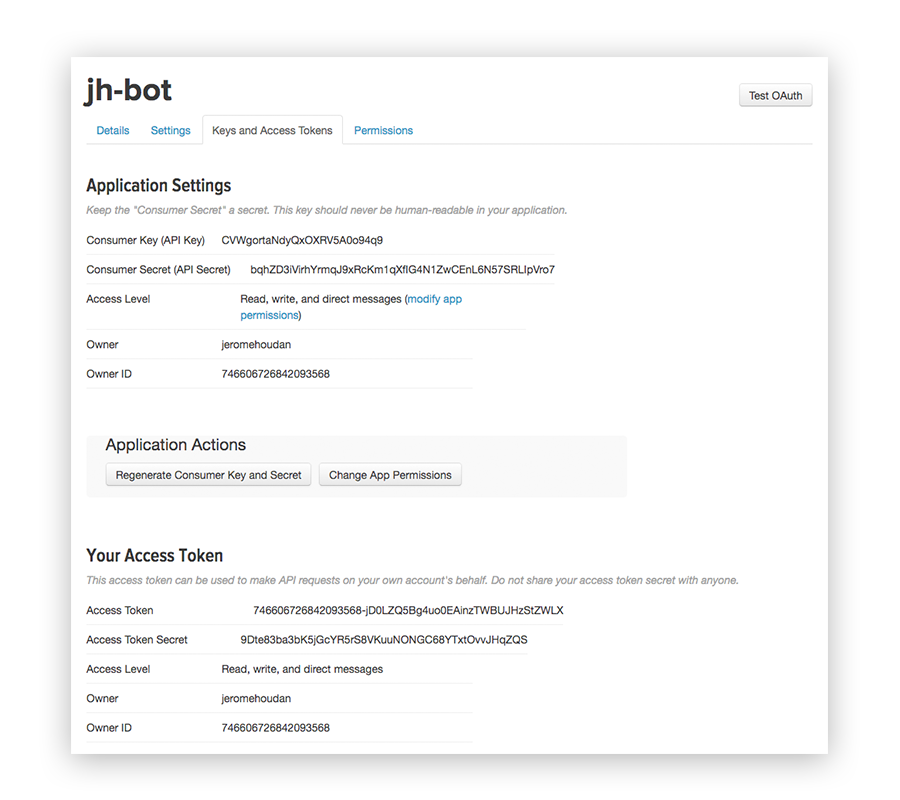 jh-bot
Test OAuth
Details
Settings
Keys and Access Tokens
Permissions
Application Settings
Keep the "Consumer Secret" a secret. This key should never be human-readable in your application.
Consumer Key (API Key) CVWgortaNdyQxOXRV5A0o94q9
Consumer Secret (API Secret) bqhZD3iVirhYrmqJ9xRcKm1qXfIG4N1ZwCEnL6N57SRLIpVro7
Access Level Read, write, and direct messages (modify app
permissions)
Owner jeromehoudan
Owner ID 746606726842093568
Application Actions
Regenerate Consumer Key and Secret
Change App Permissions
Your Access Token
This access token can be used to make API requests on your own account's behalf. Do not share your access token secret with anyone.
Access Token 746606726842093568-jD0LZQ5Bg4uo0EAinzTWBUJHzStZWLX
Access Token Secret 9Dte83ba3bK5jGcYR5rS8VKuuNONGC68YTxtOvvJHqZQS
Access Level Read, write, and direct messages
Owner jeromehoudan
Owner ID 746606726842093568